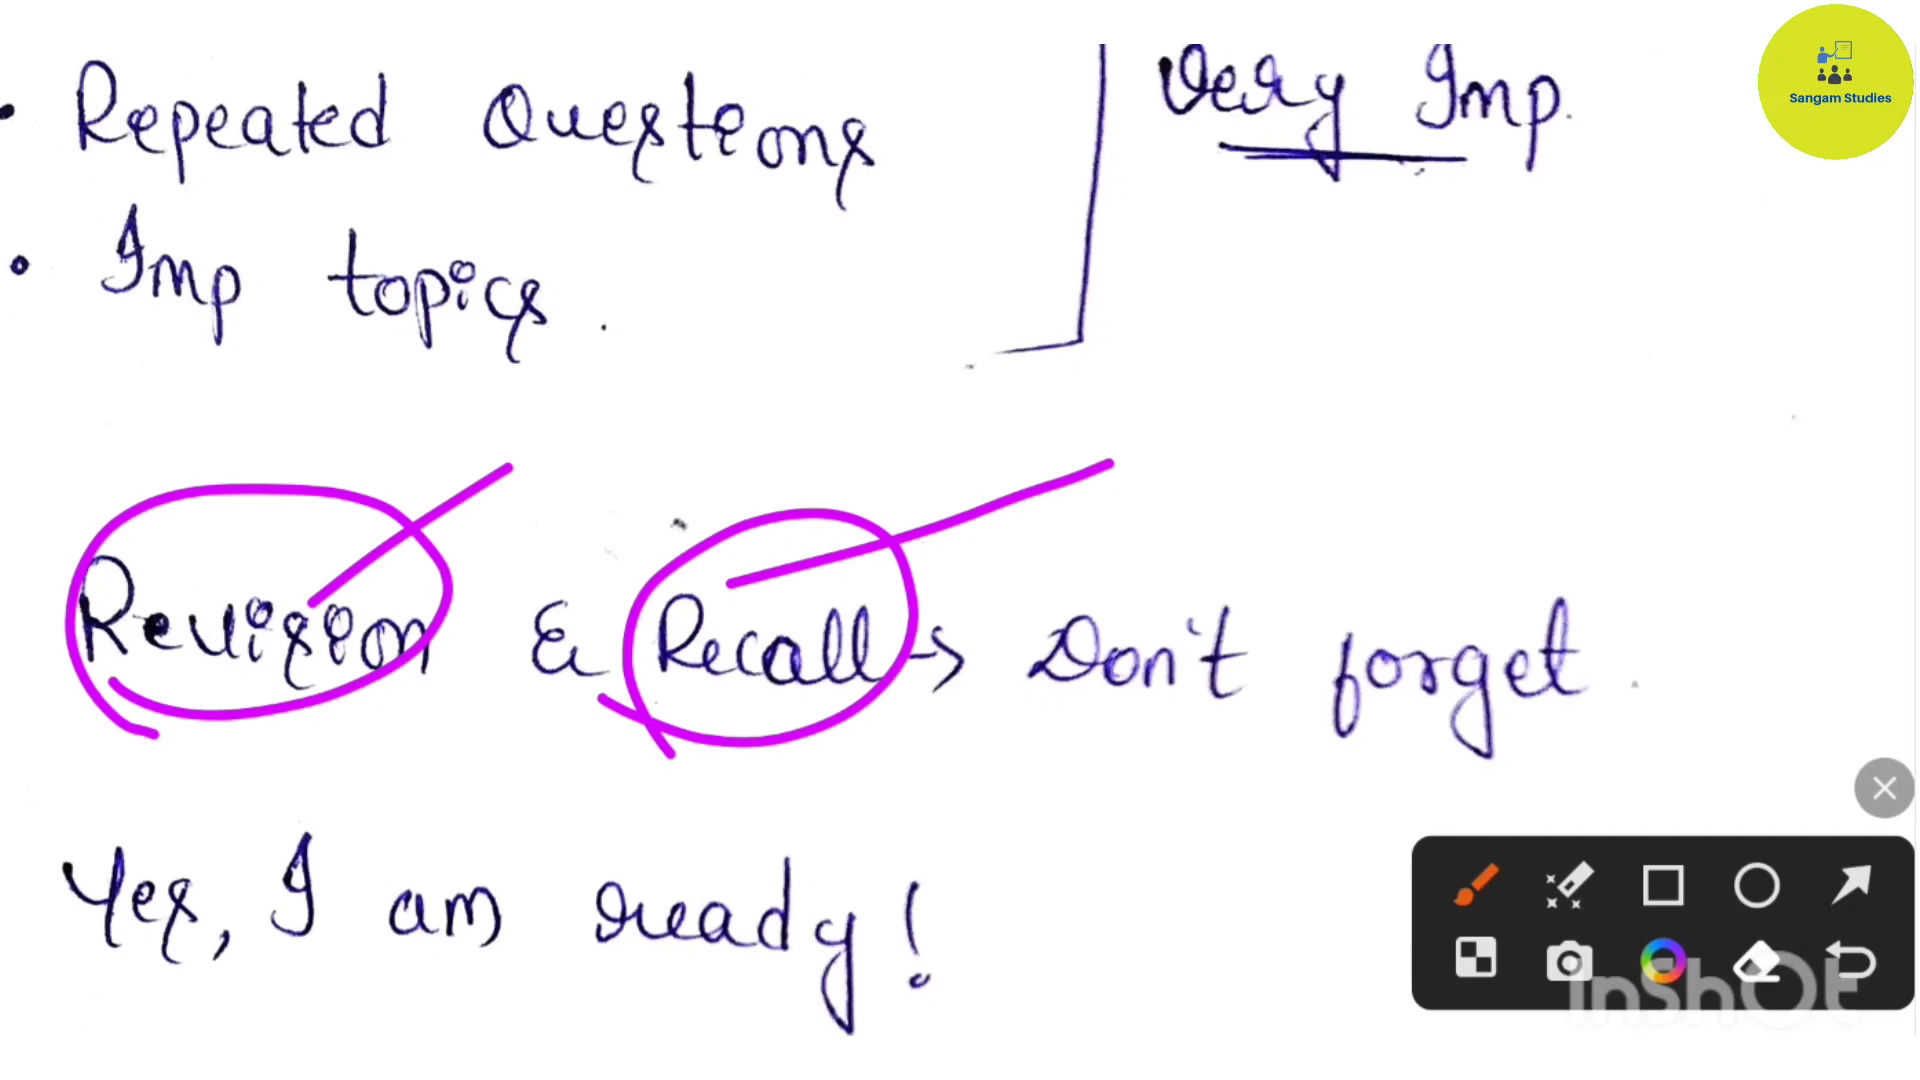 • Repeated Questions
• Imp topics.
Very Imp.
Sangam Studies
Revision & Recall → Don't forget.
Yes, I am ready!
InShOt